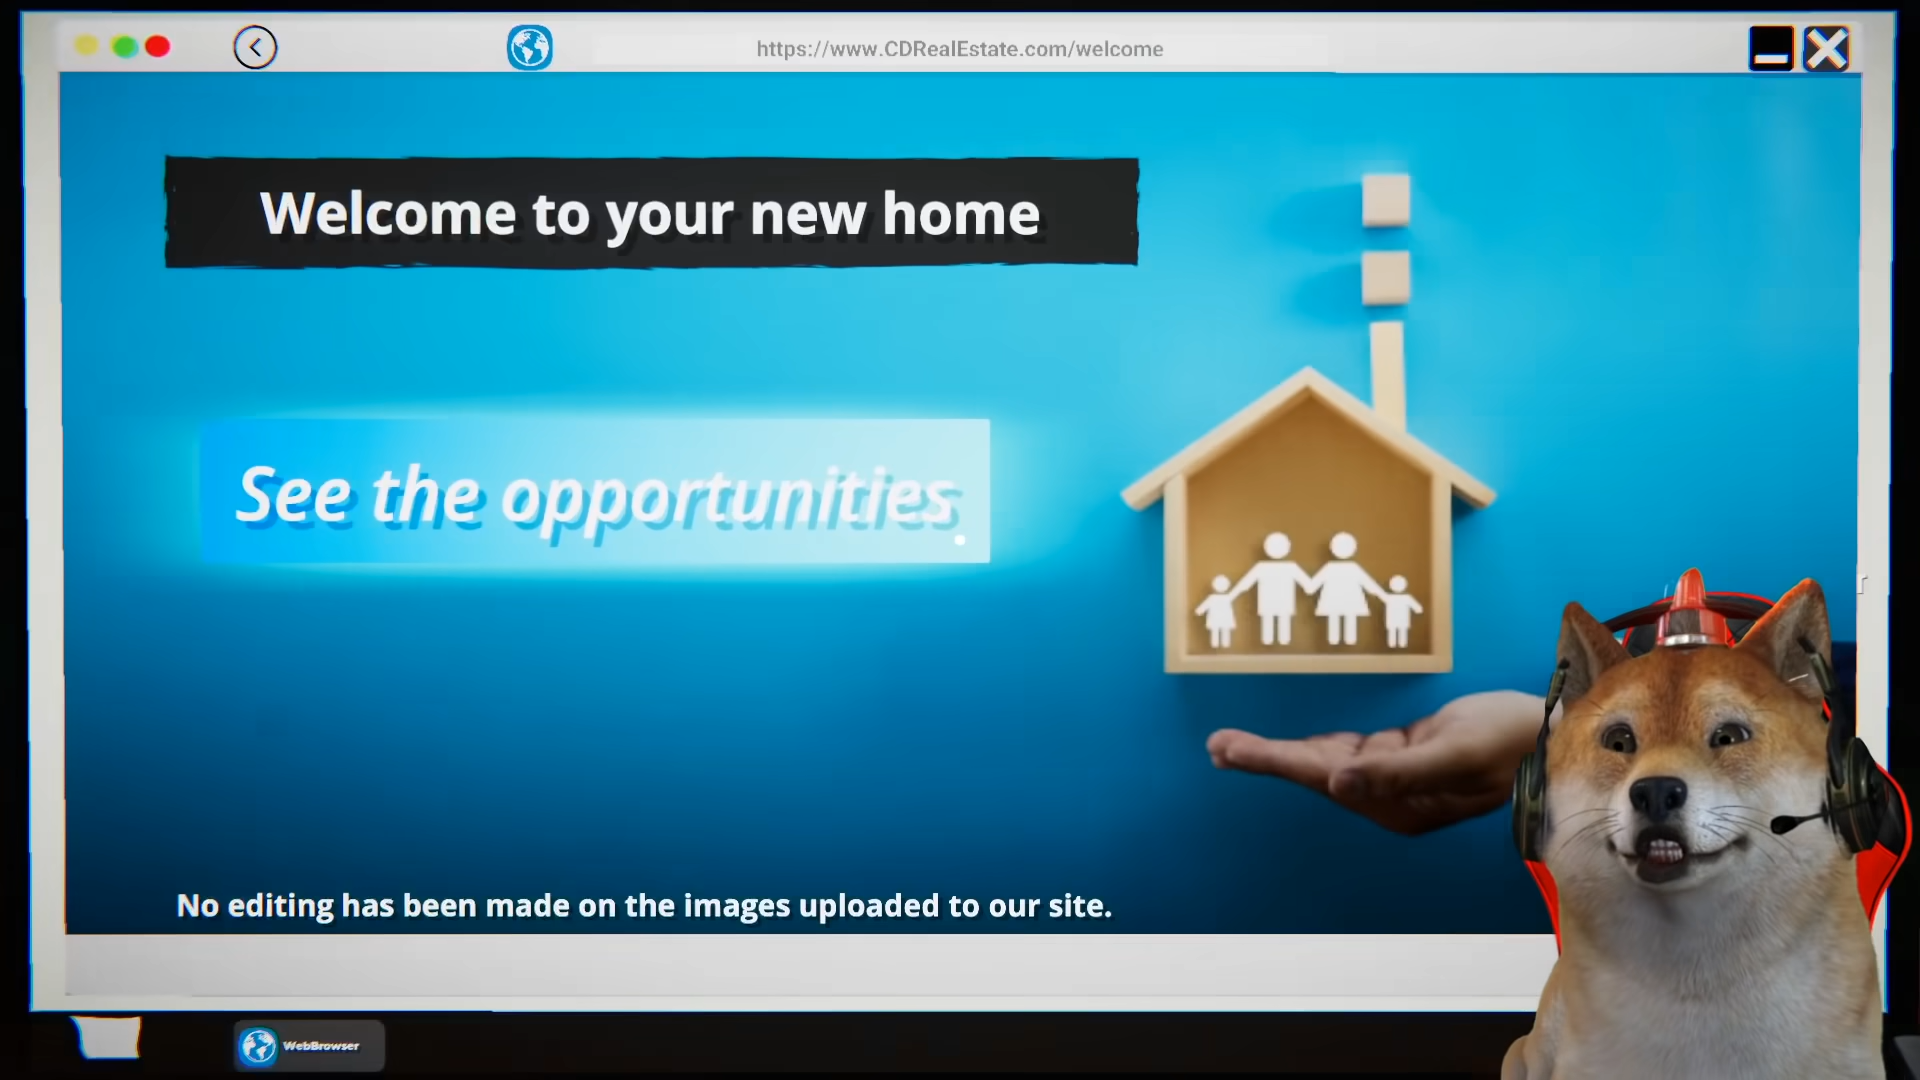 https://www.CDRealEstate.com/welcome
Welcome to your new home
See the opportunities
No editing has been made on the images uploaded to our site.
WebBrowser